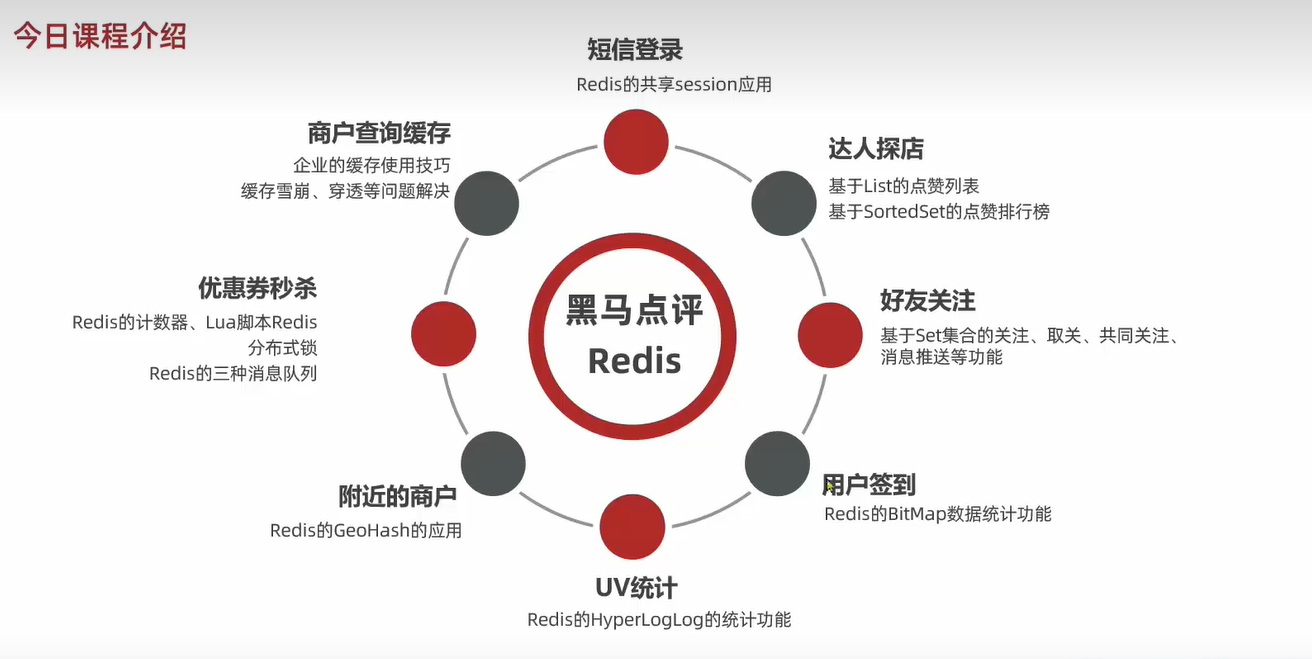 今日课程介绍
短信登录
Redis的共享session应用
商户查询缓存
企业的缓存使用技巧
缓存雪崩、穿透等问题解决
达人探店
基于List的点赞列表
基于SortedSet的点赞排行榜
优惠券秒杀
Redis的计数器、Lua脚本Redis
分布式锁
Redis的三种消息队列
黑马点评
Redis
好友关注
基于Set集合的关注、取关、共同关注、
消息推送等功能
附近的商户
Redis的GeoHash的应用
用户签到
Redis的BitMap数据统计功能
UV统计
Redis的HyperLogLog的统计功能